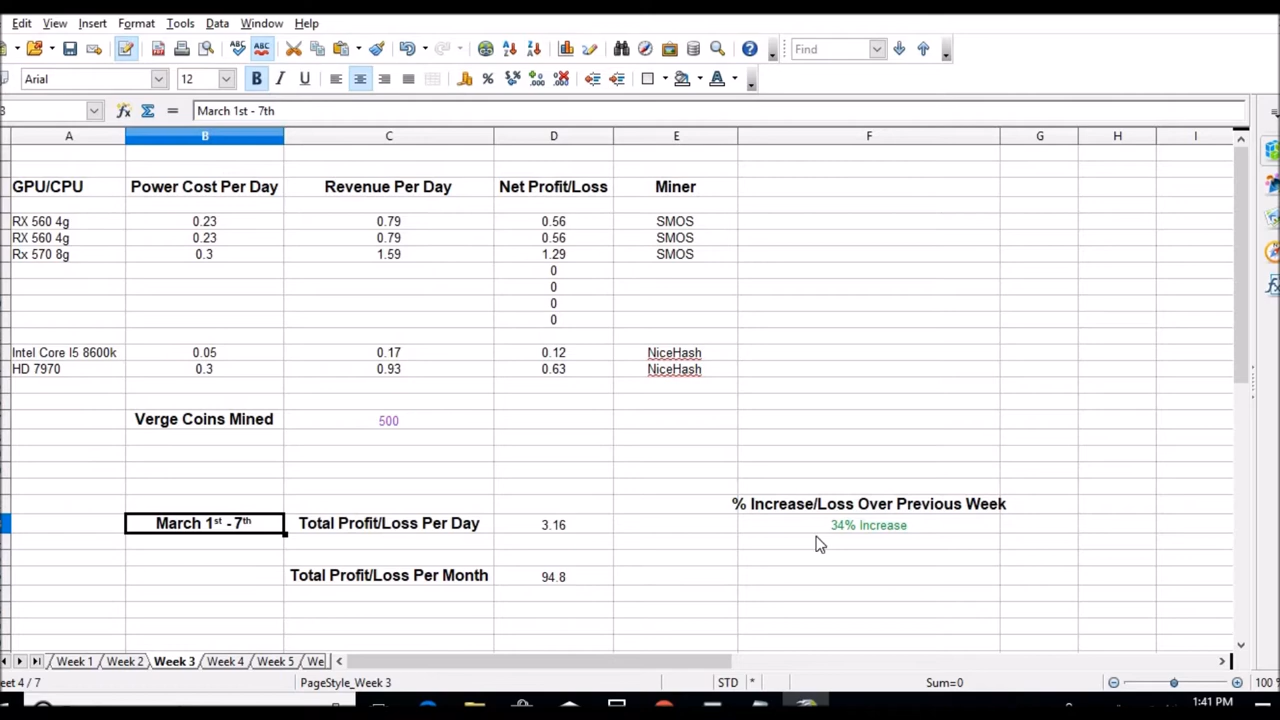 Edit View Insert Format Tools Data Window Help
Find
Arial 12
March 1st - 7th
A B C D E F G H I
GPU/CPU Power Cost Per Day Revenue Per Day Net Profit/Loss Miner
RX 560 4g 0.23 0.79 0.56 SMOS
RX 560 4g 0.23 0.79 0.56 SMOS
Rx 570 8g 0.3 1.59 1.29 SMOS
0
0
0
0
Intel Core I5 8600k 0.05 0.17 0.12 NiceHash
HD 7970 0.3 0.93 0.63 NiceHash
Verge Coins Mined 500
% Increase/Loss Over Previous Week
March 1st - 7th Total Profit/Loss Per Day 3.16 34% Increase
Total Profit/Loss Per Month 94.8
Week 1 Week 2 Week 3 Week 4 Week 5 We
eet 4 / 7 PageStyle_Week 3 STD * Sum=0 100
1:41 PM